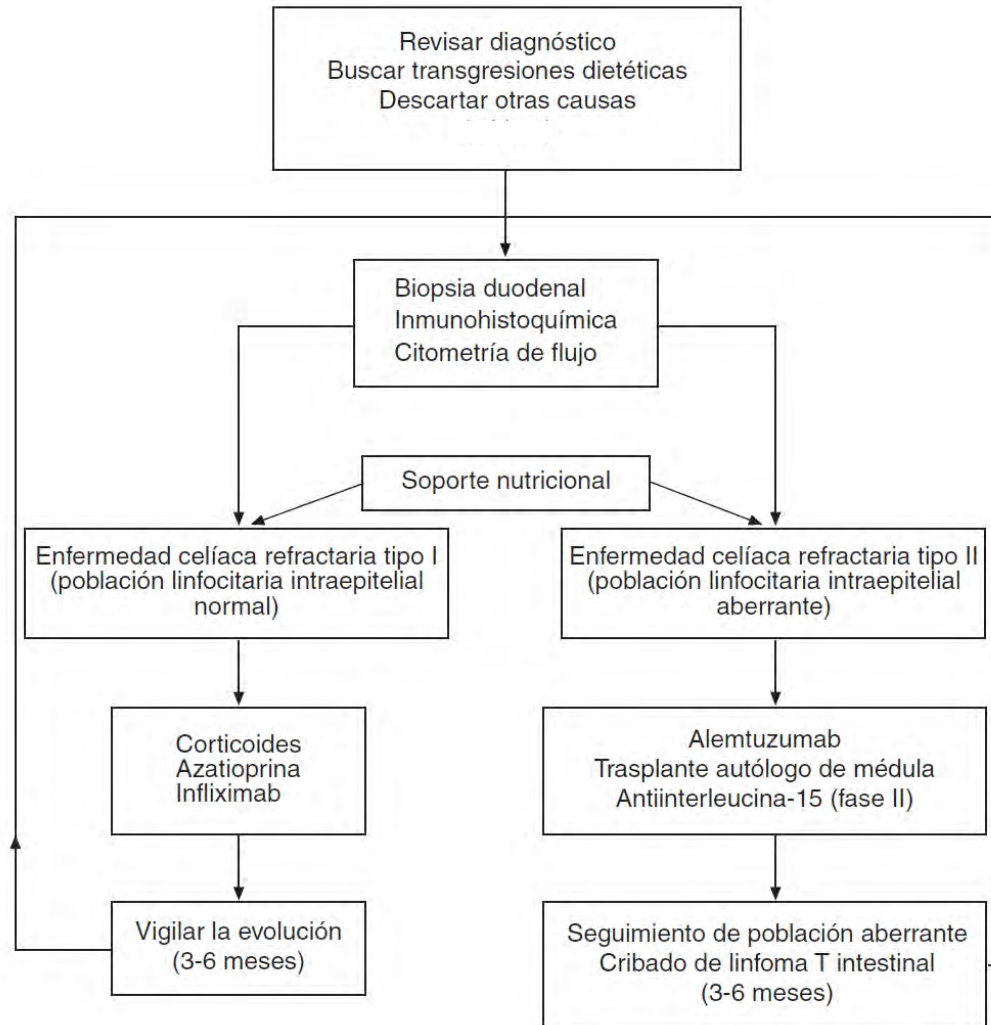 Revisar diagnóstico
Buscar transgresiones dietéticas
Descartar otras causas
Biopsia duodenal
Inmunohistoquímica
Citometría de flujo
Soporte nutricional
Enfermedad celíaca refractaria tipo I
(población linfocitaria intraepitelial
normal)
Enfermedad celíaca refractaria tipo II
(población linfocitaria intraepitelial
aberrante)
Corticoides
Azatioprina
Infliximab
Alemtuzumab
Trasplante autólogo de médula
Antiinterleucina-15 (fase II)
Vigilar la evolución
(3-6 meses)
Seguimiento de población aberrante
Cribado de linfoma T intestinal
(3-6 meses)